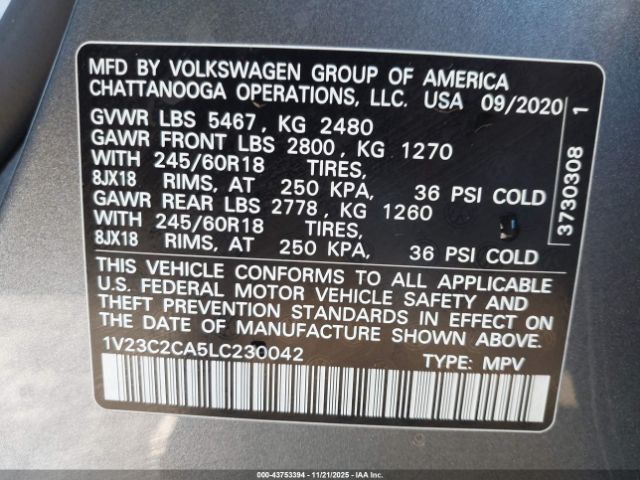 MFD BY VOLKSWAGEN GROUP OF AMERICA
CHATTANOOGA OPERATIONS, LLC. USA 09/2020
GVWR LBS 5467, KG 2480
GAWR FRONT LBS 2800, KG 1270
WITH 245/60R18 TIRES,
8JX18 RIMS, AT 250 KPA, 36 PSI COLD
GAWR REAR LBS 2778, KG 1260
WITH 245/60R18 TIRES,
8JX18 RIMS, AT 250 KPA, 36 PSI COLD
THIS VEHICLE CONFORMS TO ALL APPLICABLE
U.S. FEDERAL MOTOR VEHICLE SAFETY AND
THEFT PREVENTION STANDARDS IN EFFECT ON
THE DATE OF MANUFACTURE SHOWN ABOVE.
1V23C2CA5LC230042 TYPE: MPV
3730308 1
00-43753394 - 11/21/2025 - IAAI.COM